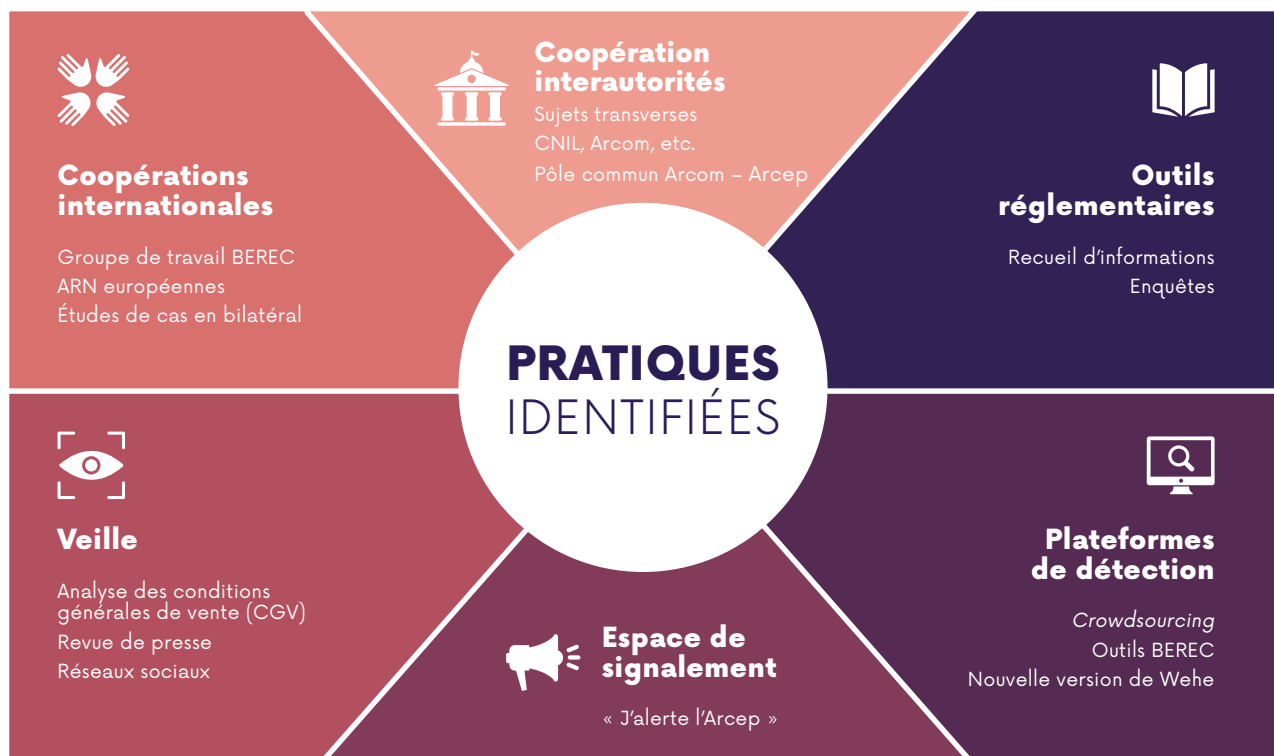 Coopération
interautorités
Sujets transverses
CNIL, Arcom, etc.
Pôle commun Arcom – Arcep
Coopérations
internationales
Groupe de travail BEREC
ARN européennes
Études de cas en bilatéral
Outils
réglementaires
Recueil d’informations
Enquêtes
PRATIQUES
IDENTIFIÉES
Veille
Analyse des conditions
générales de vente (CGV)
Revue de presse
Réseaux sociaux
Espace de
signalement
« J’alerte l’Arcep »
Plateformes
de détection
Crowdsourcing
Outils BEREC
Nouvelle version de Wehe